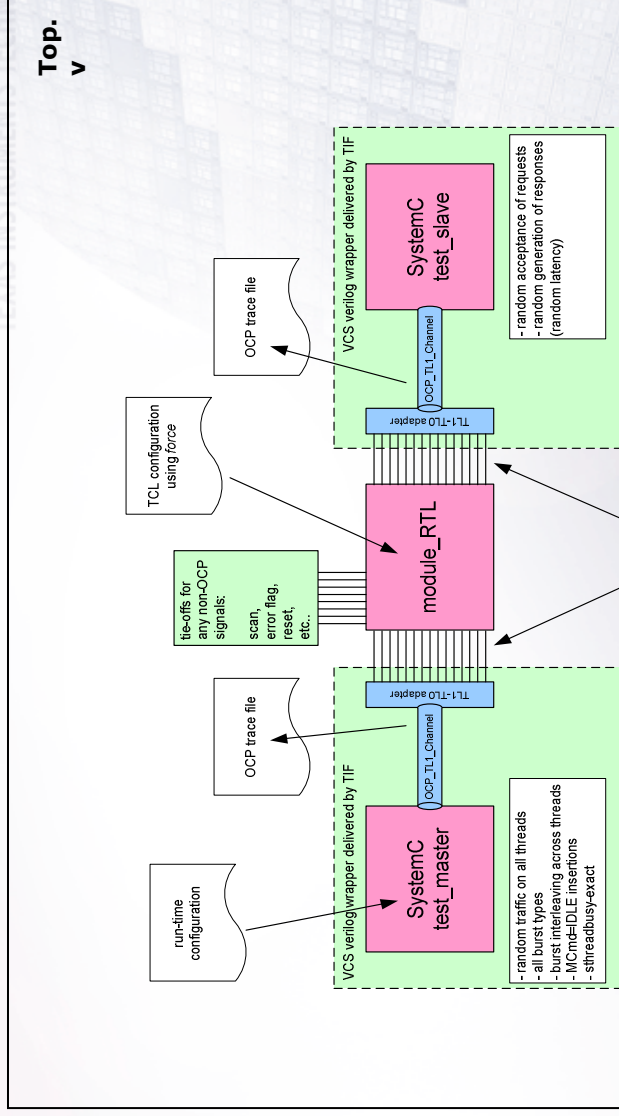 Top.
v
run-time
configuration
OCP trace file
tie-offs for
any non-OCP
signals:
scan,
error flag,
reset,
etc..
TCL configuration
using force
OCP trace file
VCS verilog wrapper delivered by TIF
SystemC
test_master
OCP_TL1_Channel
TL1-TL0 adapter
module_RTL
VCS verilog wrapper delivered by TIF
TL1-TL0 adapter
OCP_TL1_Channel
SystemC
test_slave
- random traffic on all threads
- all burst types
- burst interleaving across threads
- MCmd=IDLE insertions
- sthreadbusy-exact
- random acceptance of requests
- random generation of responses
(random latency)